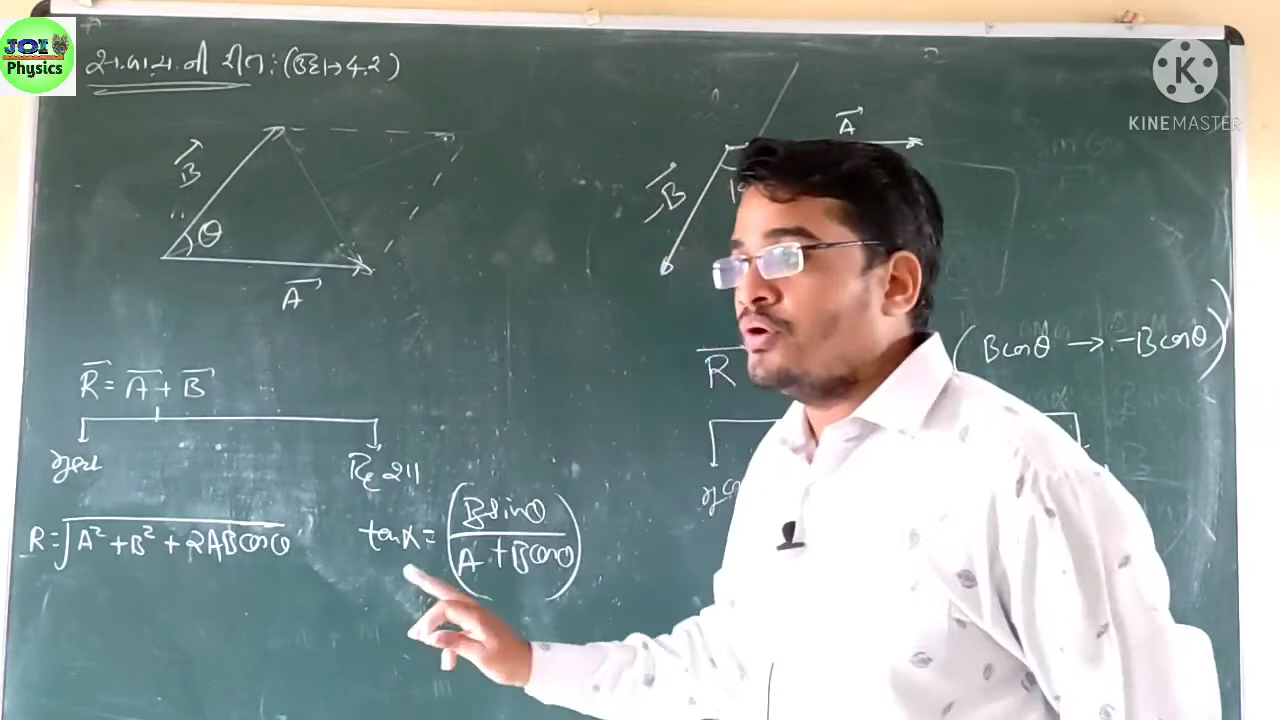 JOI
Physics
K
KINEMASTER
સ.બા.ચ.ની રીત : (ઉદા→4.2)
B
θ
A
A
B
R = A + B
મૂલ્ય
દિશા
R = √A² + B² + 2ABcosθ
tanα = (Bsinθ / A + Bcosθ)
R
(Bcosθ → -Bcosθ)